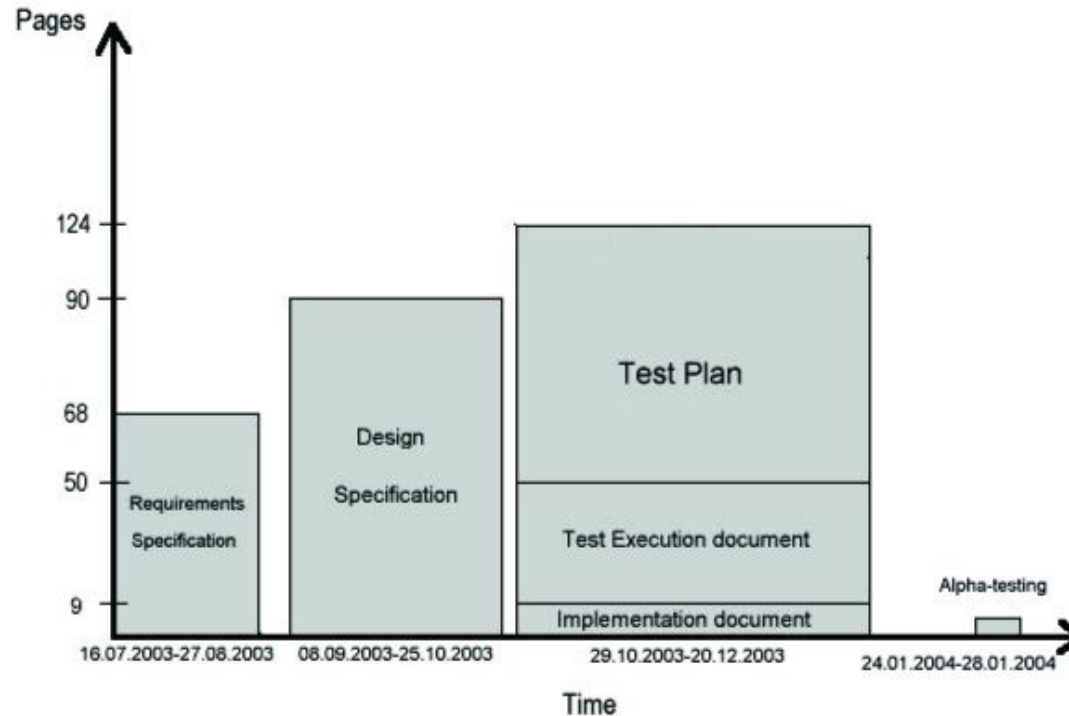 Pages
124
90
68
50
9
Requirements
Specification
Design
Specification
Test Plan
Test Execution document
Implementation document
Alpha-testing
16.07.2003-27.08.2003
08.09.2003-25.10.2003
29.10.2003-20.12.2003
24.01.2004-28.01.2004
Time